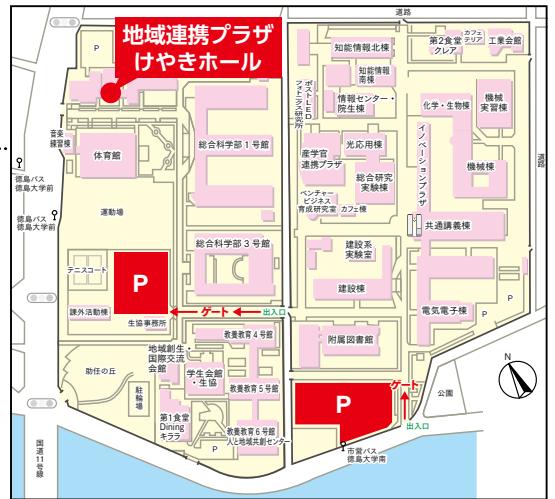 道路
地域連携プラザ
けやきホール
P
知能情報北棟
第2食堂
クレア
カフェ
テリア
工業会館
知能情報
南棟
ポストLED
フォトニクス研究所
情報センター・
院生棟
化学・生物棟
機械
実習棟
道路
音楽
練習棟
体育館
総合科学部1号館
産学官
連携プラザ
光応用棟
総合研究
実験棟
イノベーションプラザ
機械棟
徳島バス
徳島大学前
ベンチャー
ビジネス
育成研究室
カフェ棟
運動場
徳島バス
徳島大学前
共通講義棟
総合科学部3号館
建設系
実験室
テニスコート
P
建設棟
P
課外活動棟
ゲート
出入口
電気電子棟
P
生協事務所
教養教育4号館
附属図書館
地域創生・
国際交流
会館
助任の丘
学生会館
・生協
教養教育5号館
ゲート
N
駐輪場
P
公園
第1食堂
Dining
キララ
教養教育6号館
人と地域共創センター
出入口
P
市営バス
徳島大学南
国道11号線